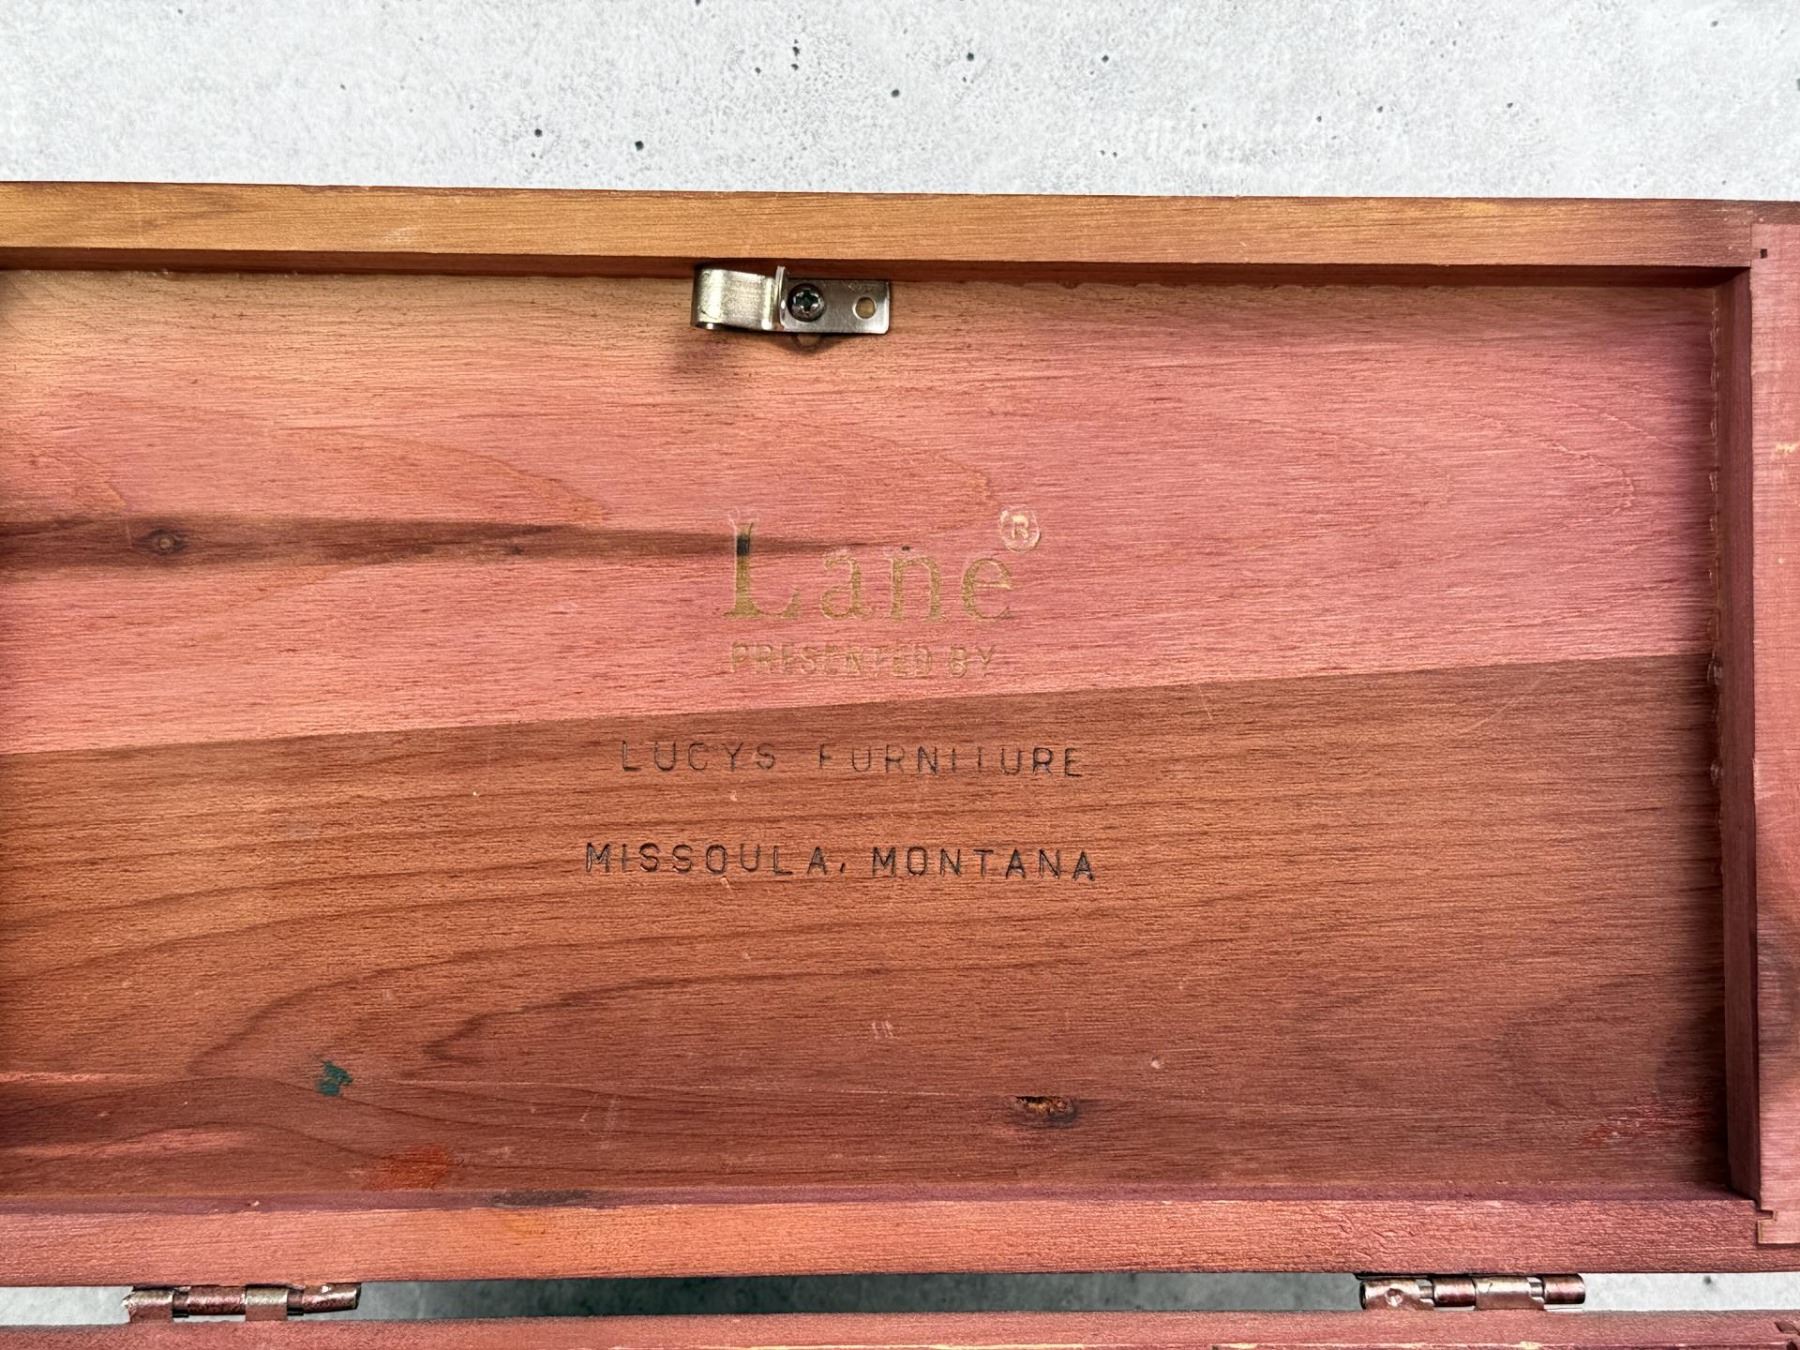 Lane®
PRESENTED BY
LUCYS FURNITURE
MISSOULA, MONTANA